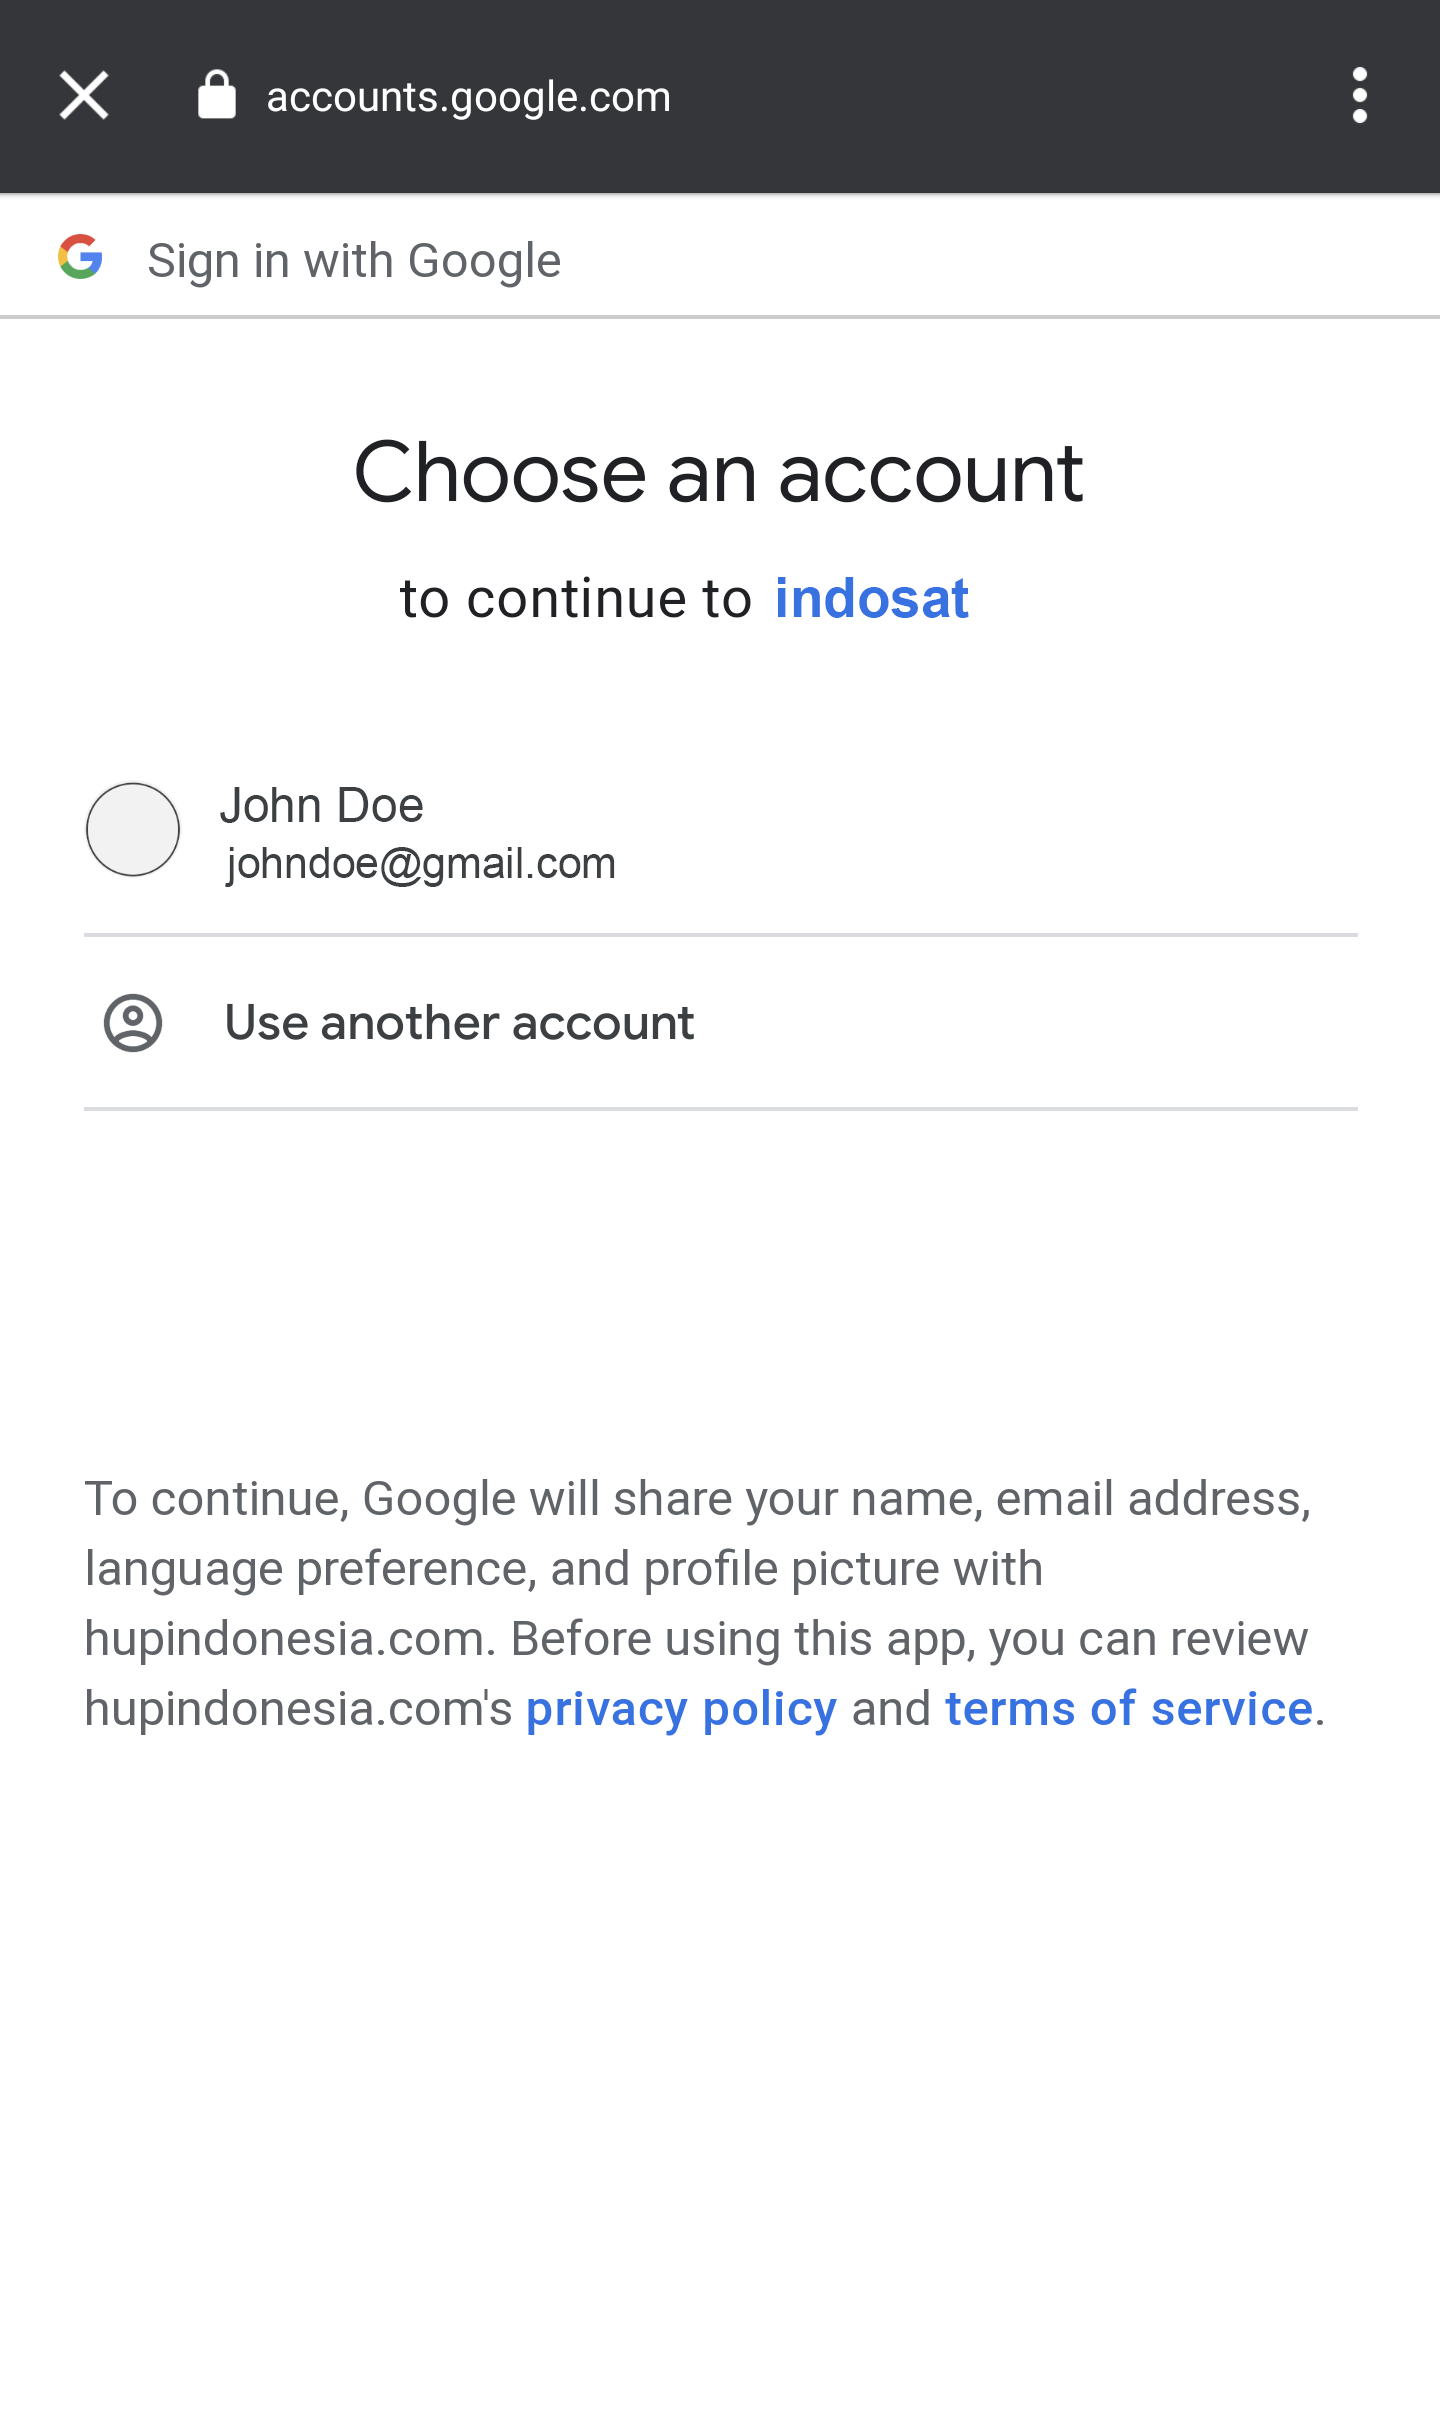 accounts.google.com
Sign in with Google
Choose an account
to continue to indosat
John Doe
johndoe@gmail.com
Use another account
To continue, Google will share your name, email address,
language preference, and profile picture with
hupindonesia.com. Before using this app, you can review
hupindonesia.com's privacy policy and terms of service.